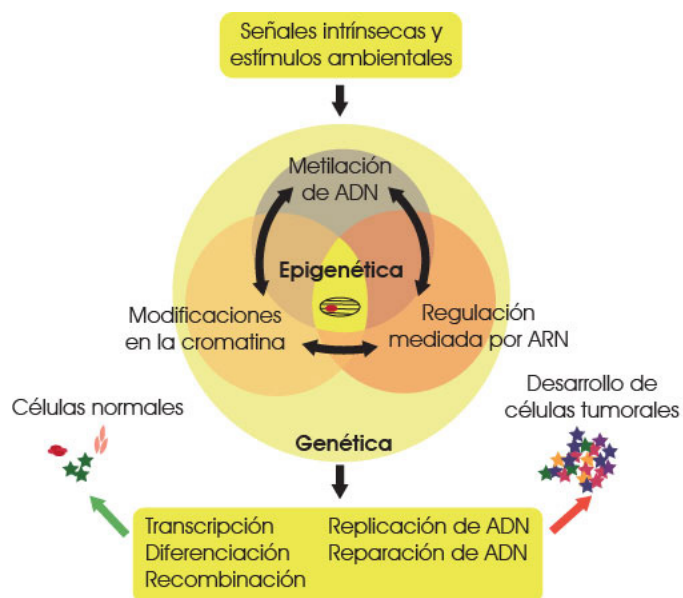 Señales intrínsecas y
estímulos ambientales
Metilación
de ADN
Epigenética
Modificaciones
en la cromatina
Regulación
mediada por ARN
Células normales
Desarrollo de
células tumorales
Genética
Transcripción
Diferenciación
Recombinación
Replicación de ADN
Reparación de ADN